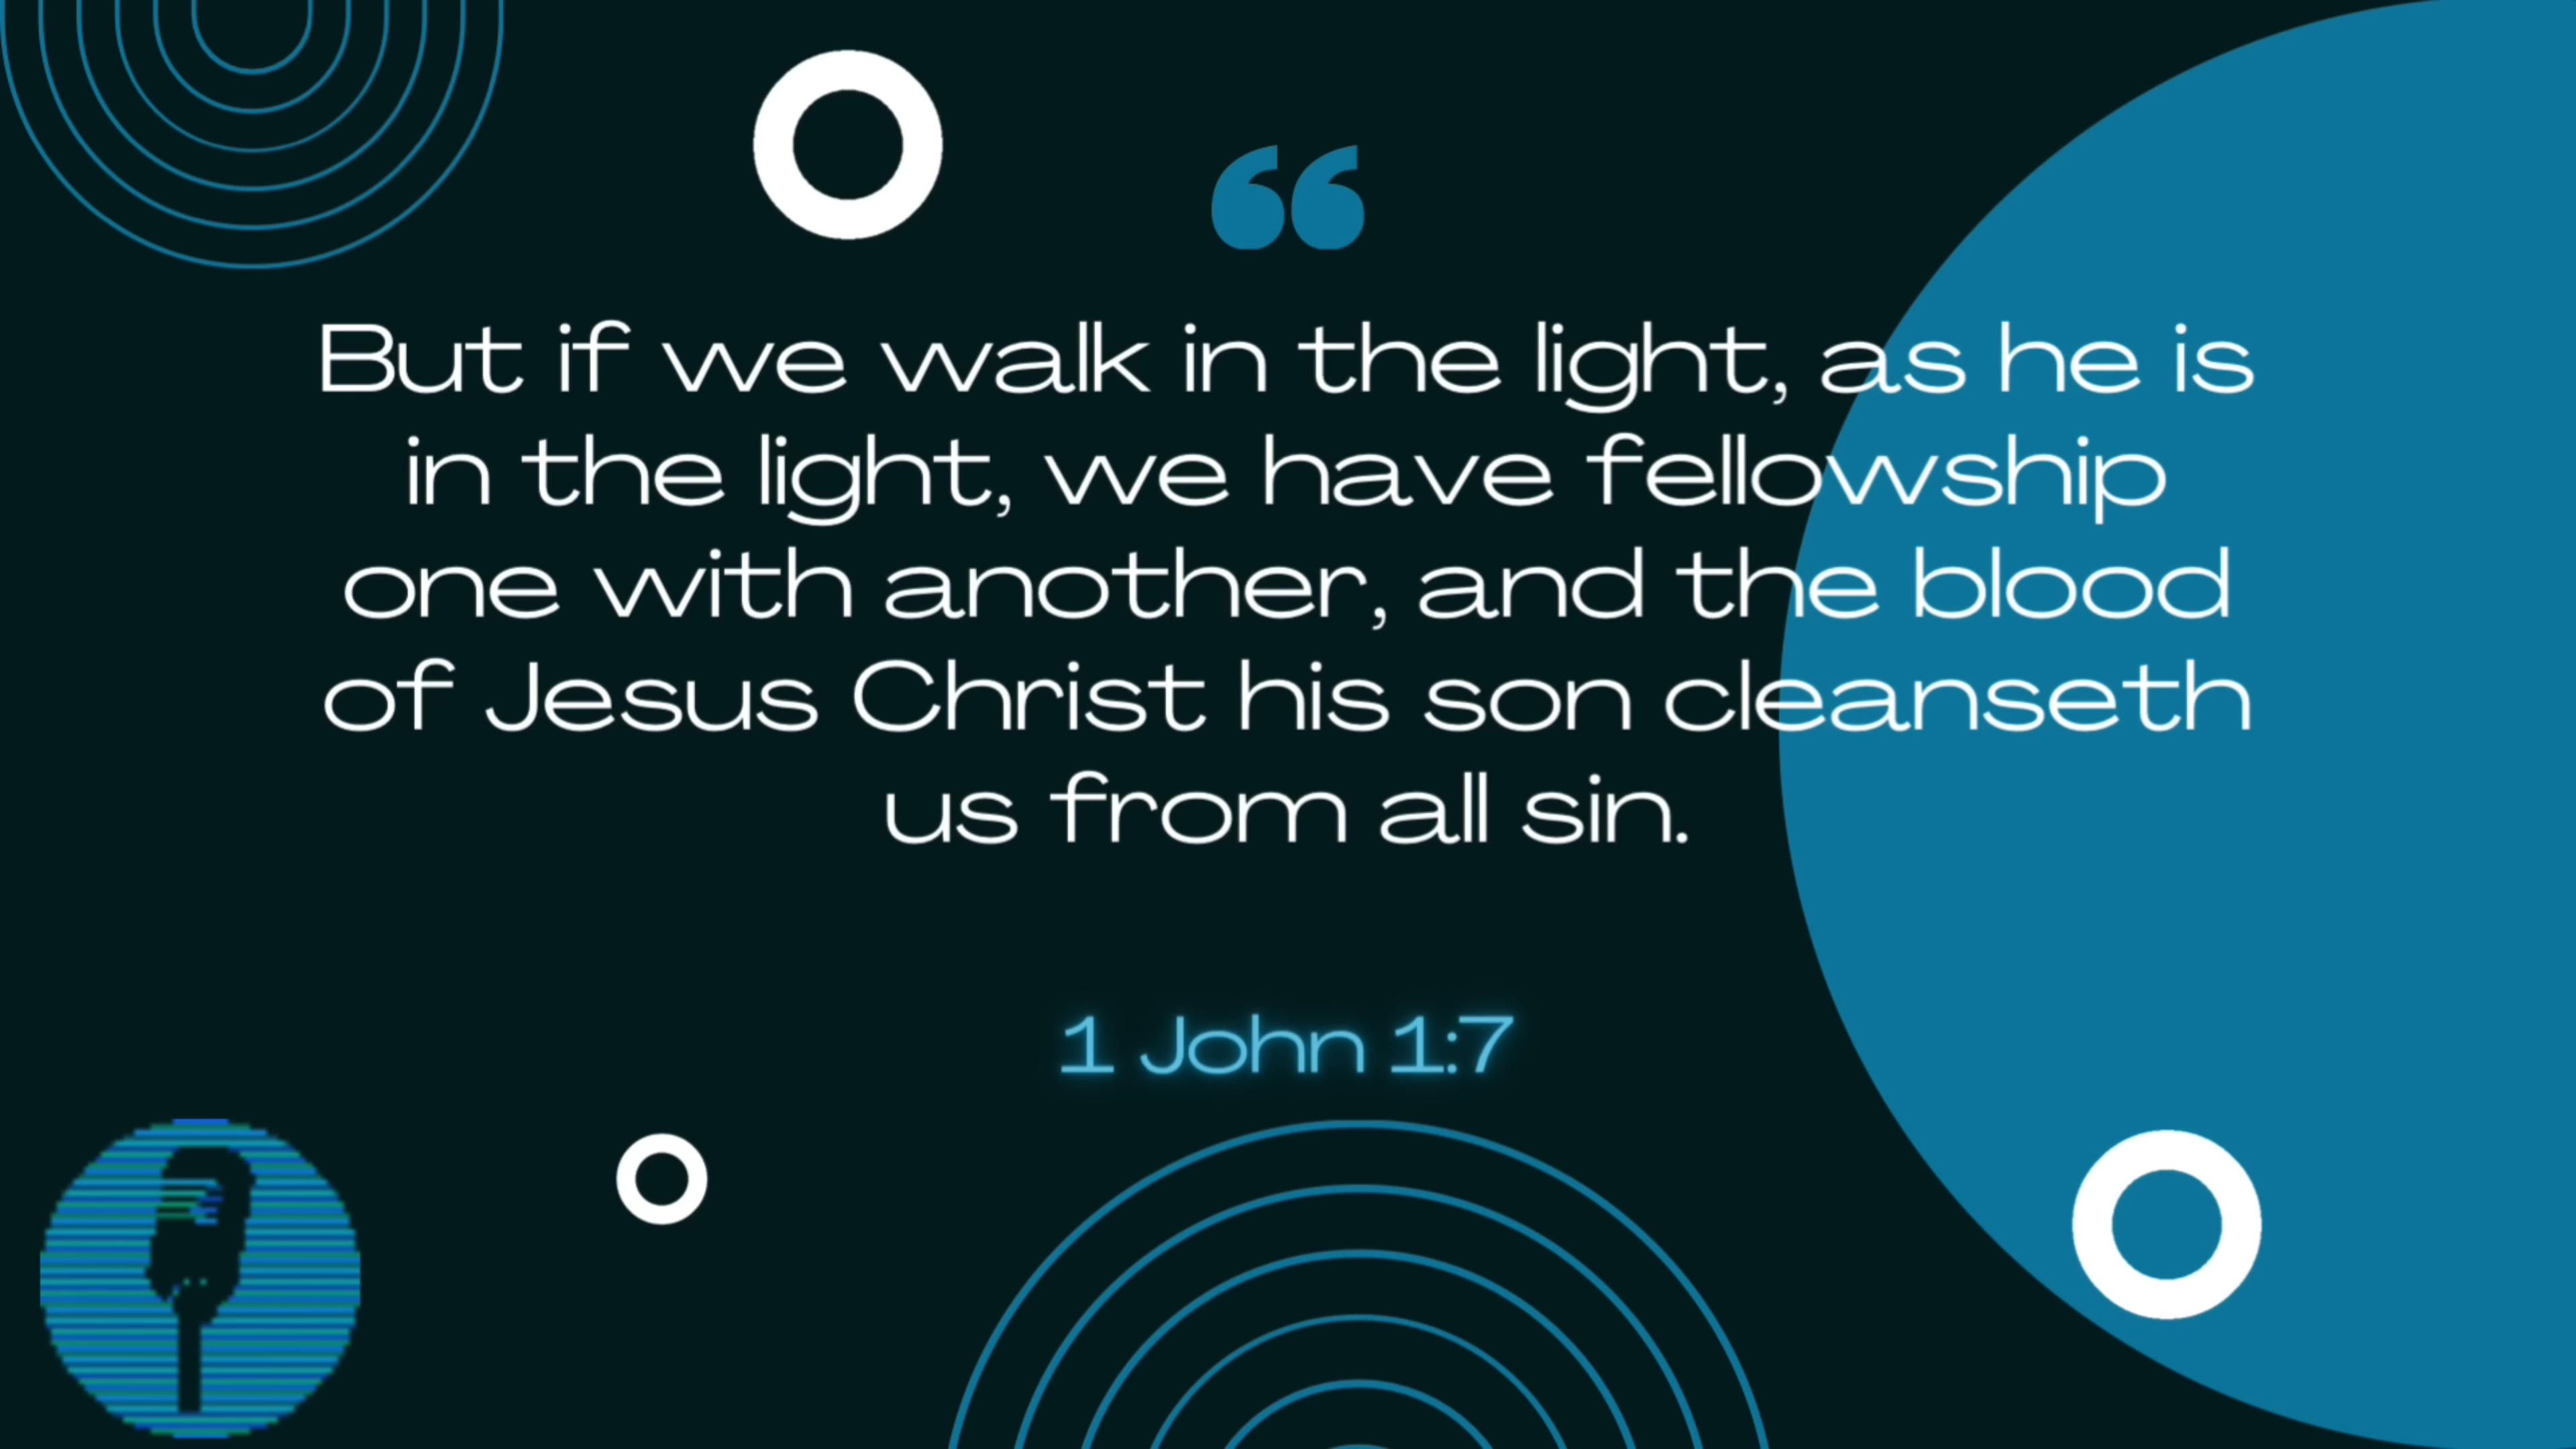 “
But if we walk in the light, as he is
in the light, we have fellowship
one with another, and the blood
of Jesus Christ his son cleanseth
us from all sin.
1 John 1:7